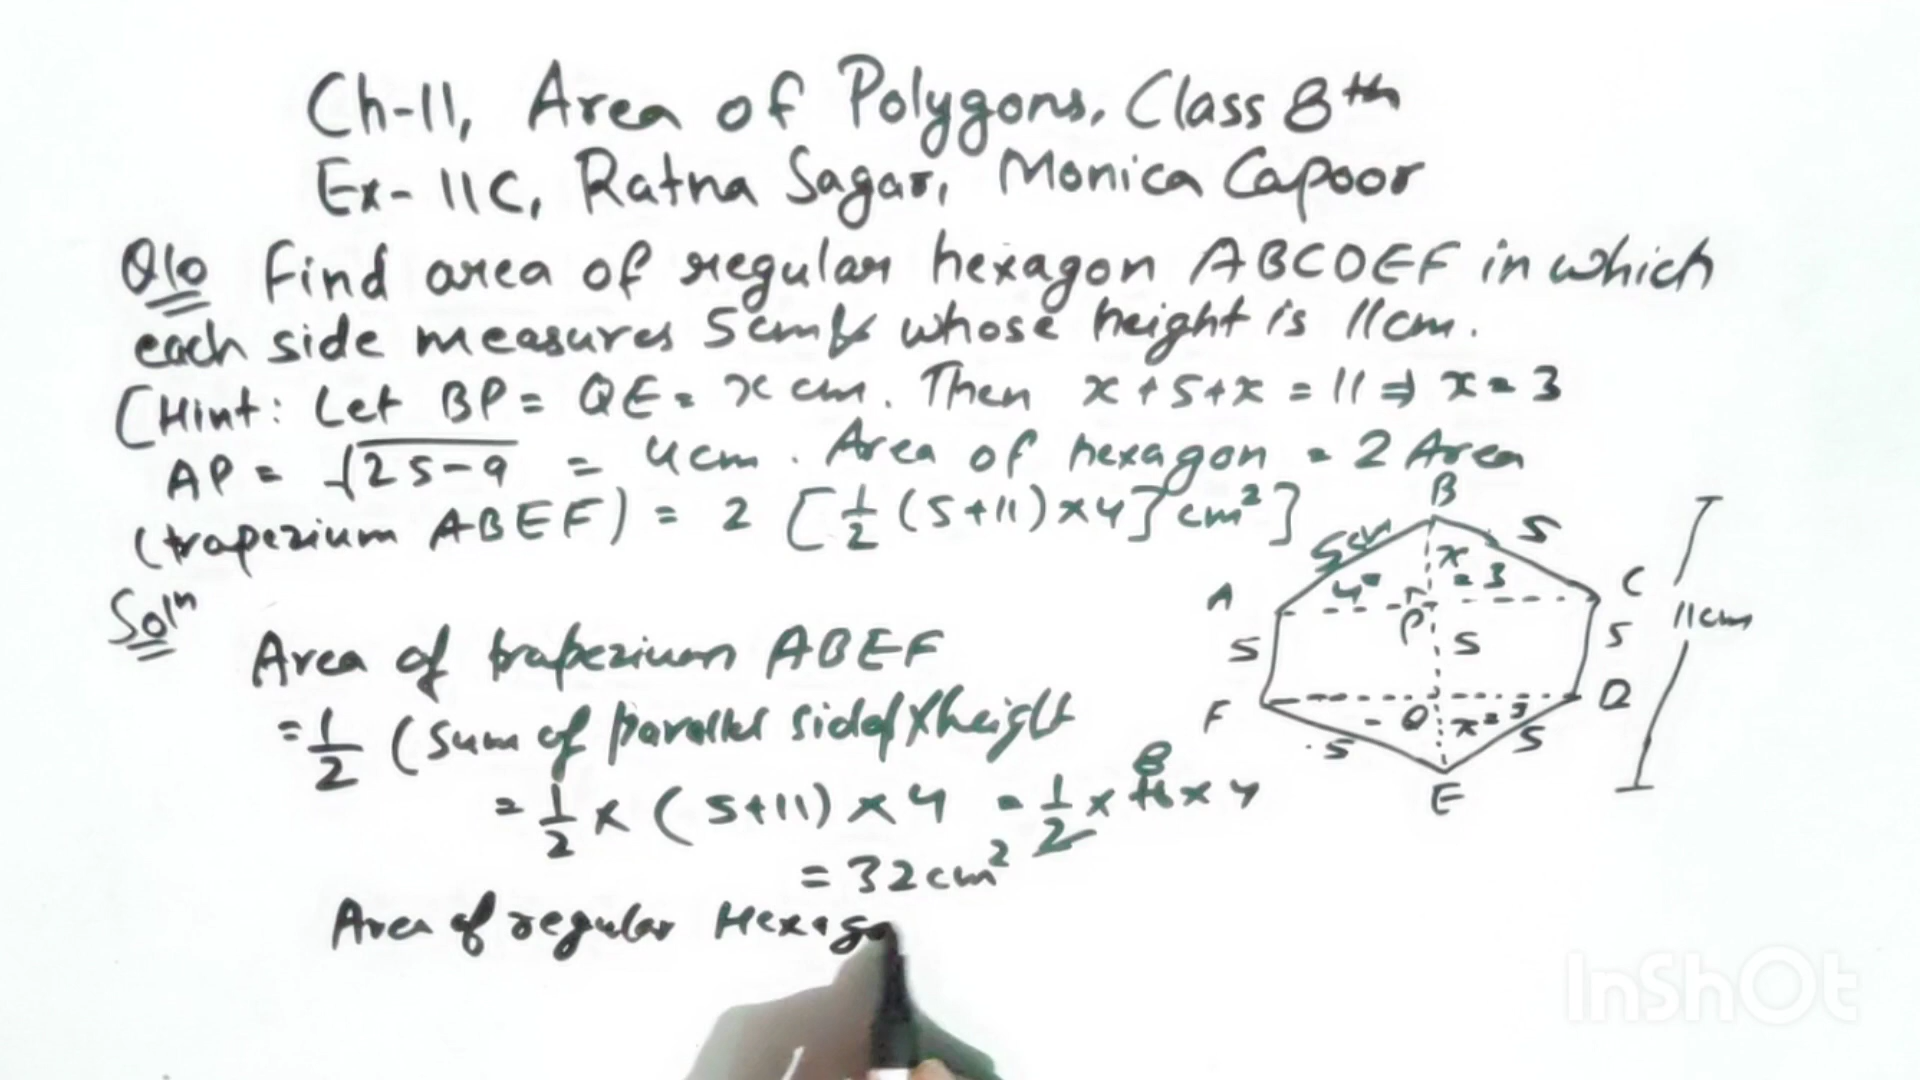 Ch-11, Area of Polygons, Class 8th
Ex-11C, Ratna Sagar, Monica Capoor
Q10 Find area of regular hexagon ABCDEF in which
each side measures 5cm & whose height is 11cm.
[Hint: Let BP = QE = x cm. Then x+5+x = 11 ⇒ x = 3
AP = √25-9 = 4cm. Area of hexagon = 2 Area
(trapezium ABEF) = 2 [½ (5+11)×4] cm²]
Solⁿ
Area of trapezium ABEF
= ½ (sum of parallel sides)×height
= ½ × (5+11) × 4 = ½ × 16 8 × 4
= 32 cm²
Area of regular Hexago
B
5cm
5
x
= 3
A
4
P
C
5
5
5
11cm
F
Q
x=3
D
5
5
E
InShOt